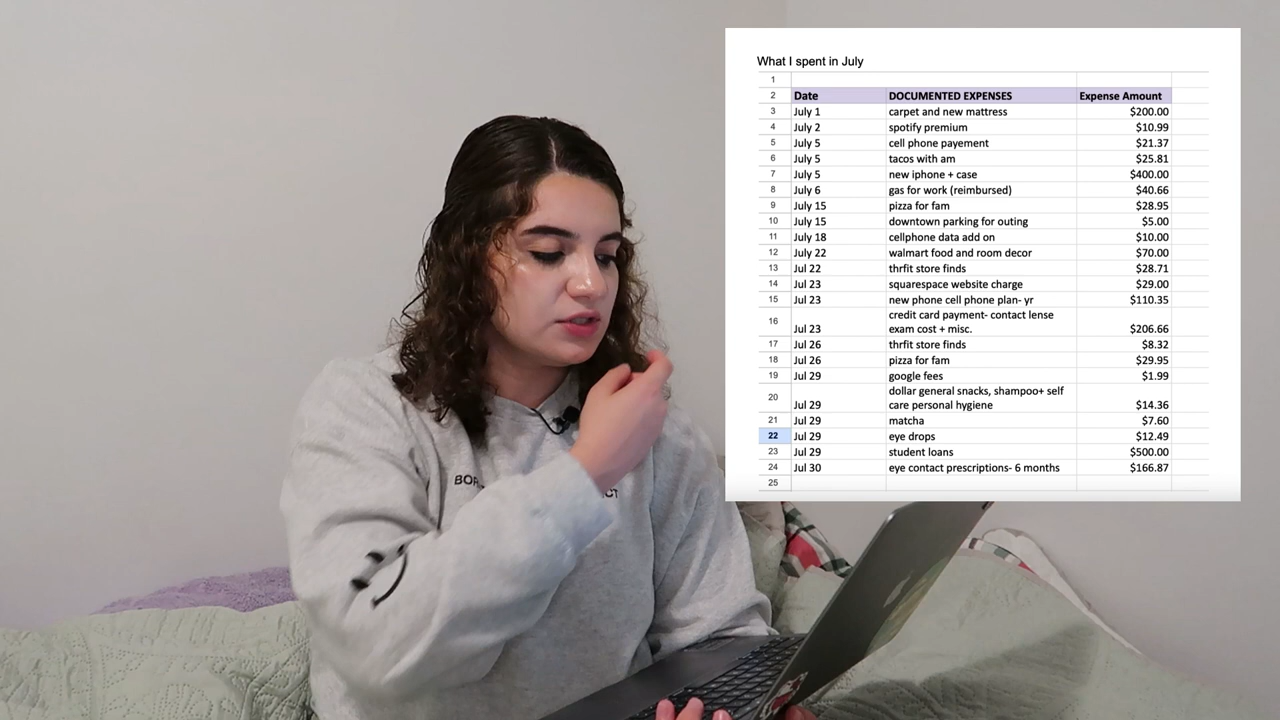 What I spent in July
1
2 Date DOCUMENTED EXPENSES Expense Amount
3 July 1 carpet and new mattress $200.00
4 July 2 spotify premium $10.99
5 July 5 cell phone payement $21.37
6 July 5 tacos with am $25.81
7 July 5 new iphone + case $400.00
8 July 6 gas for work (reimbursed) $40.66
9 July 15 pizza for fam $28.95
10 July 15 downtown parking for outing $5.00
11 July 18 cellphone data add on $10.00
12 July 22 walmart food and room decor $70.00
13 Jul 22 thrfit store finds $28.71
14 Jul 23 squarespace website charge $29.00
15 Jul 23 new phone cell phone plan- yr $110.35
credit card payment- contact lense
16 Jul 23 exam cost + misc. $206.66
17 Jul 26 thrfit store finds $8.32
18 Jul 26 pizza for fam $29.95
19 Jul 29 google fees $1.99
dollar general snacks, shampoo+ self
20 Jul 29 care personal hygiene $14.36
21 Jul 29 matcha $7.60
22 Jul 29 eye drops $12.49
23 Jul 29 student loans $500.00
24 Jul 30 eye contact prescriptions- 6 months $166.87
25